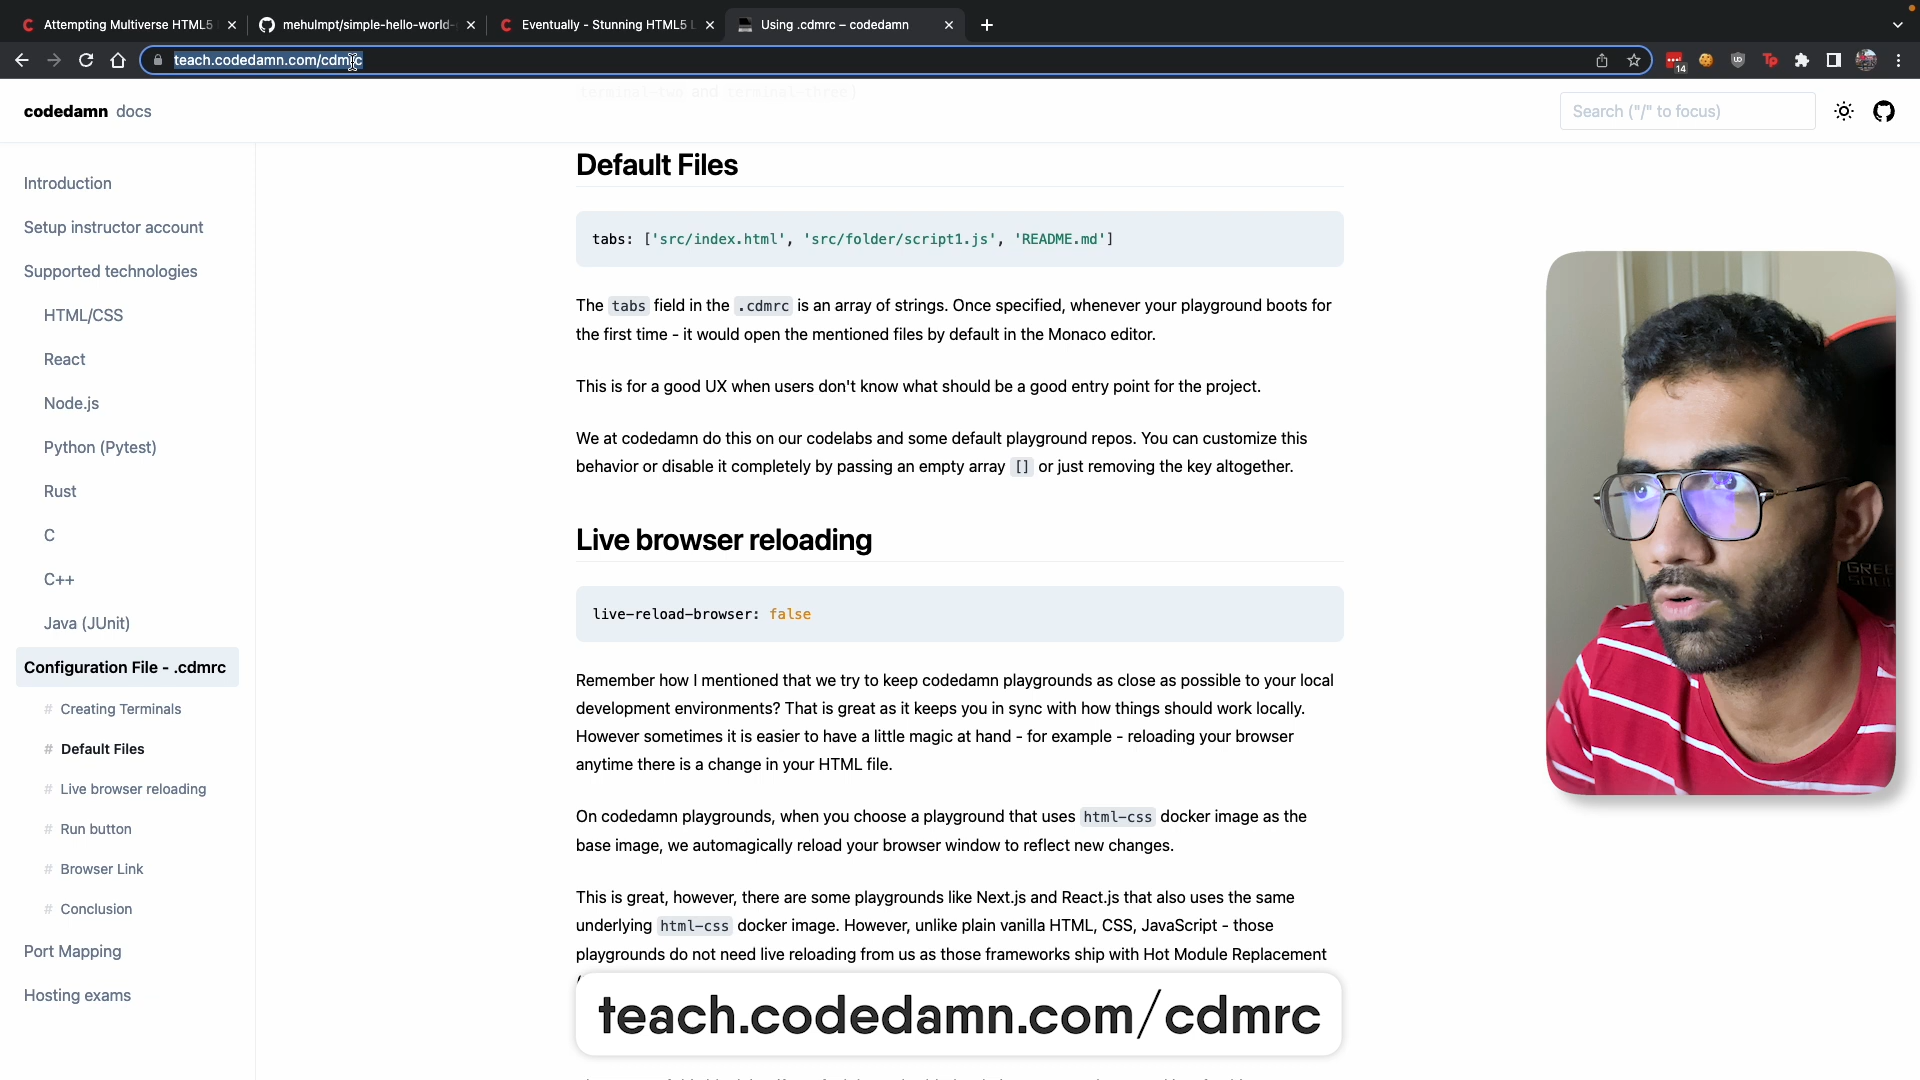 Attempting Multiverse HTML5
mehulmpt/simple-hello-world-
Eventually - Stunning HTML5 L
Using .cdmrc – codedamn
teach.codedamn.com/cdmrc
14
codedamn docs
Search ("/" to focus)
Introduction
Setup instructor account
Supported technologies
HTML/CSS
React
Node.js
Python (Pytest)
Rust
C
C++
Java (JUnit)
Configuration File - .cdmrc
# Creating Terminals
# Default Files
# Live browser reloading
# Run button
# Browser Link
# Conclusion
Port Mapping
Hosting exams
terminal-two and terminal-three)
Default Files
tabs: ['src/index.html', 'src/folder/script1.js', 'README.md']
The tabs field in the .cdmrc is an array of strings. Once specified, whenever your playground boots for
the first time - it would open the mentioned files by default in the Monaco editor.
This is for a good UX when users don't know what should be a good entry point for the project.
We at codedamn do this on our codelabs and some default playground repos. You can customize this
behavior or disable it completely by passing an empty array [] or just removing the key altogether.
Live browser reloading
live-reload-browser: false
Remember how I mentioned that we try to keep codedamn playgrounds as close as possible to your local
development environments? That is great as it keeps you in sync with how things should work locally.
However sometimes it is easier to have a little magic at hand - for example - reloading your browser
anytime there is a change in your HTML file.
On codedamn playgrounds, when you choose a playground that uses html-css docker image as the
base image, we automagically reload your browser window to reflect new changes.
This is great, however, there are some playgrounds like Next.js and React.js that also uses the same
underlying html-css docker image. However, unlike plain vanilla HTML, CSS, JavaScript - those
playgrounds do not need live reloading from us as those frameworks ship with Hot Module Replacement
teach.codedamn.com/cdmrc